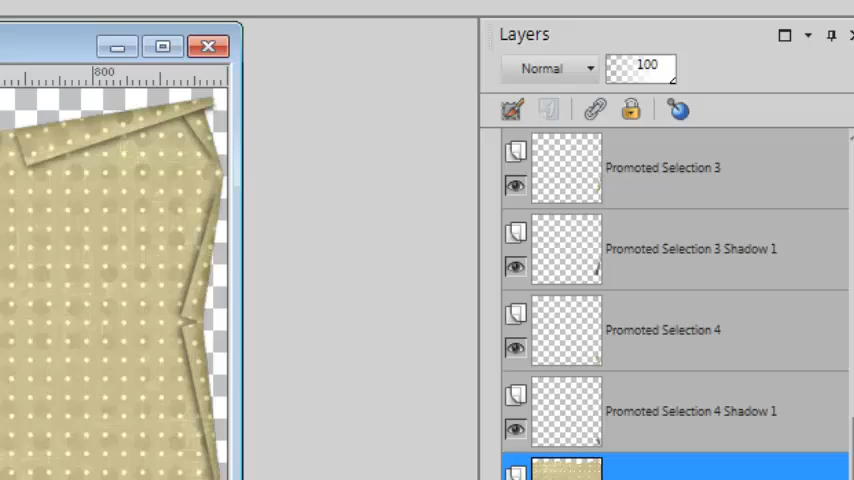 Layers
Normal
100
800
Promoted Selection 3
Promoted Selection 3 Shadow 1
Promoted Selection 4
Promoted Selection 4 Shadow 1